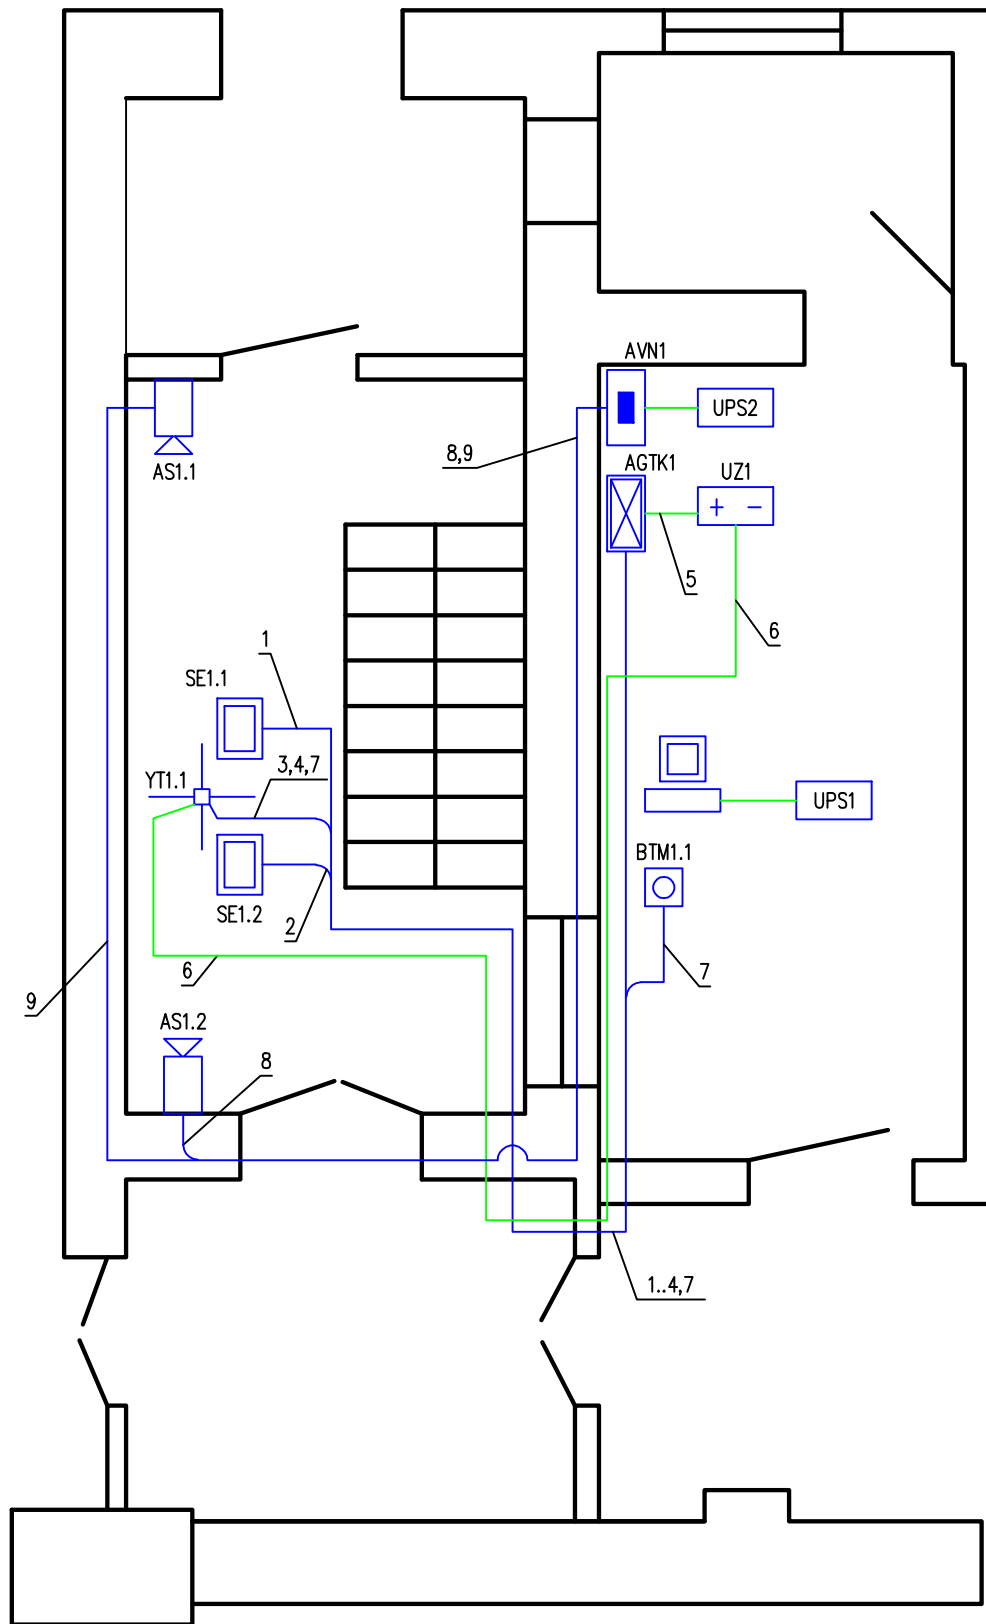 AVN1
UPS2
8,9
AGTK1
UZ1
AS1.1
+ −
5
6
1
SE1.1
3,4,7
YT1.1
UPS1
BTM1.1
SE1.2
2
6
7
9
AS1.2
8
1..4,7